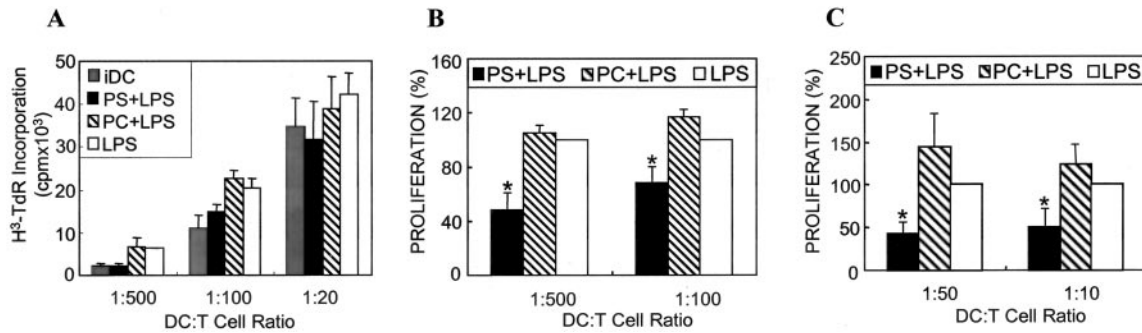 A
H³-TdR Incorporation
(cpmx10³)
50
40
30
20
10
0
iDC
PS+LPS
PC+LPS
LPS
1:500 1:100 1:20
DC:T Cell Ratio
B
PROLIFERATION (%)
160
120
80
40
0
PS+LPS PC+LPS LPS
* *
1:500 1:100
DC:T Cell Ratio
C
PROLIFERATION (%)
250
200
150
100
50
0
PS+LPS PC+LPS LPS
* *
1:50 1:10
DC:T Cell Ratio